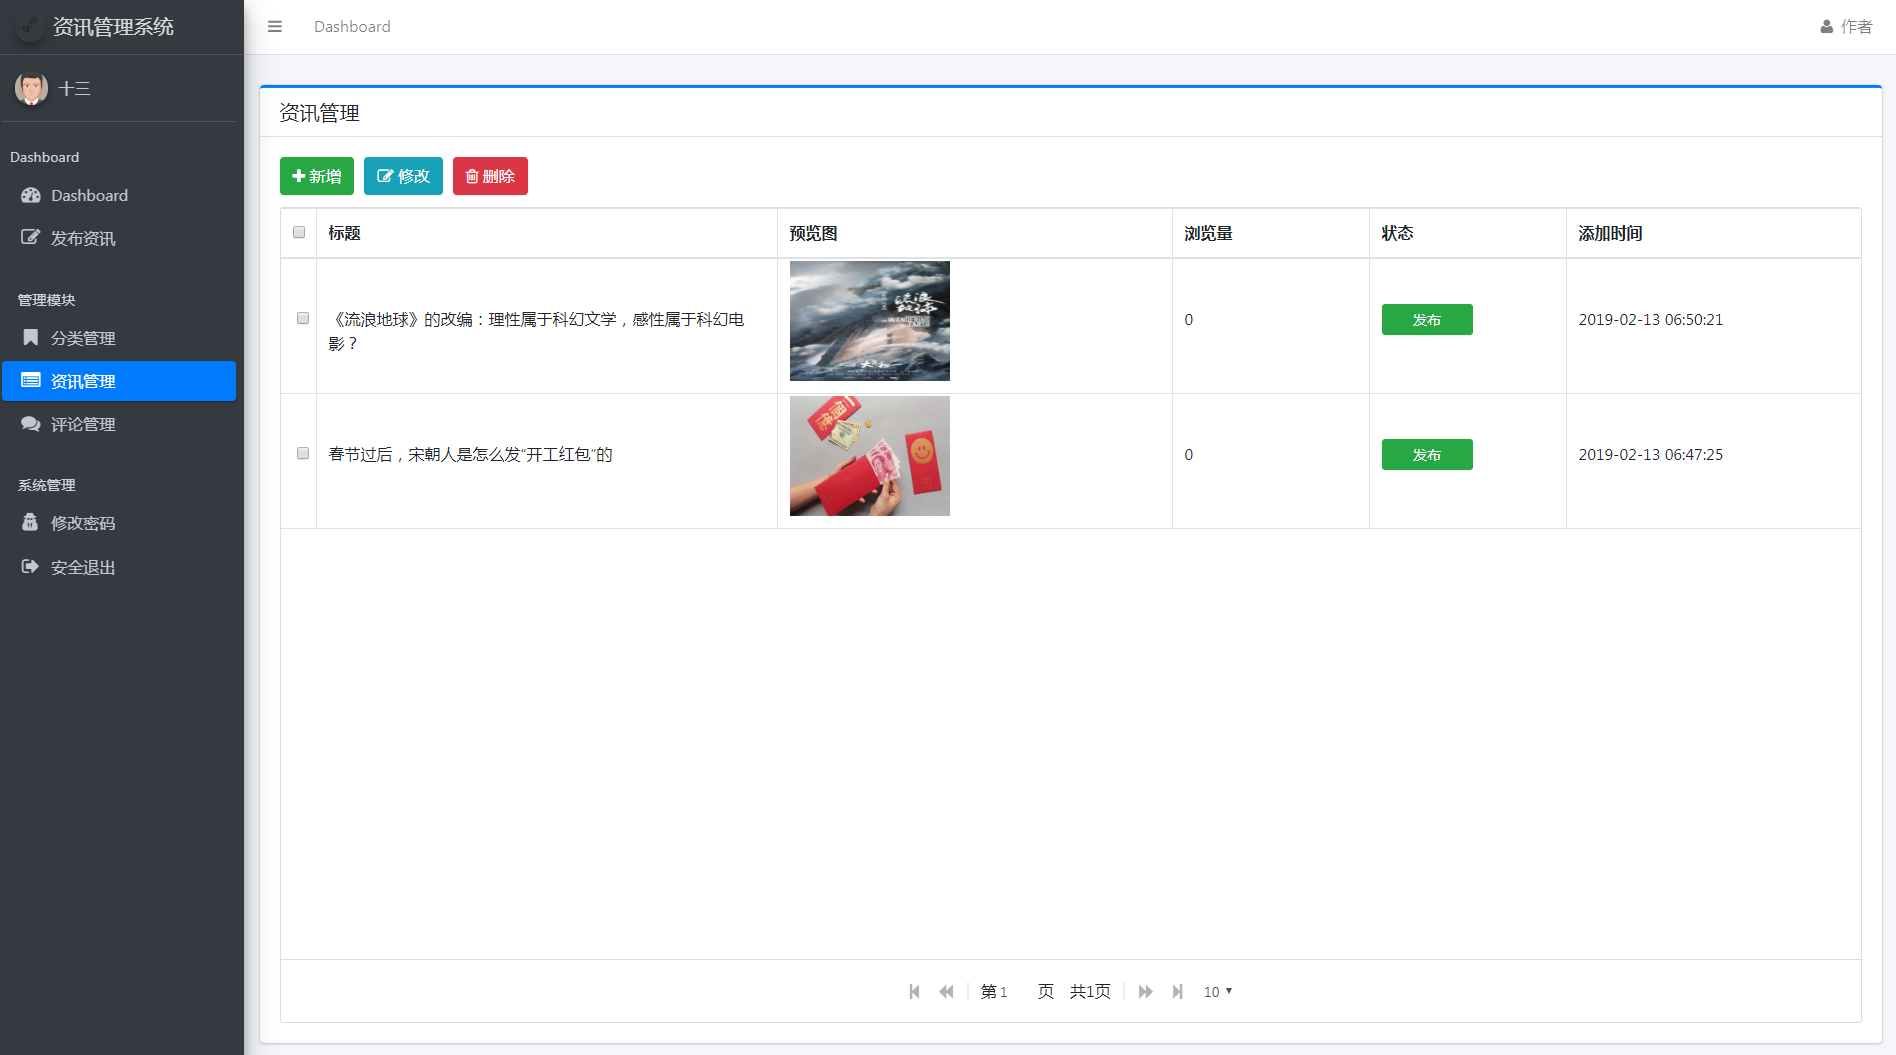 资讯管理系统
Dashboard
作者
十三
Dashboard
Dashboard
发布资讯
管理模块
分类管理
资讯管理
评论管理
系统管理
修改密码
安全退出
资讯管理
新增 修改 删除
标题 预览图 浏览量 状态 添加时间
《流浪地球》的改编：理性属于科幻文学，感性属于科幻电
影？
流浪
地球
THE WANDERING
EARTH
0 发布 2019-02-13 06:50:21
春节过后，宋朝人是怎么发“开工红包”的 0 发布 2019-02-13 06:47:25
第 1 页 共1页 10